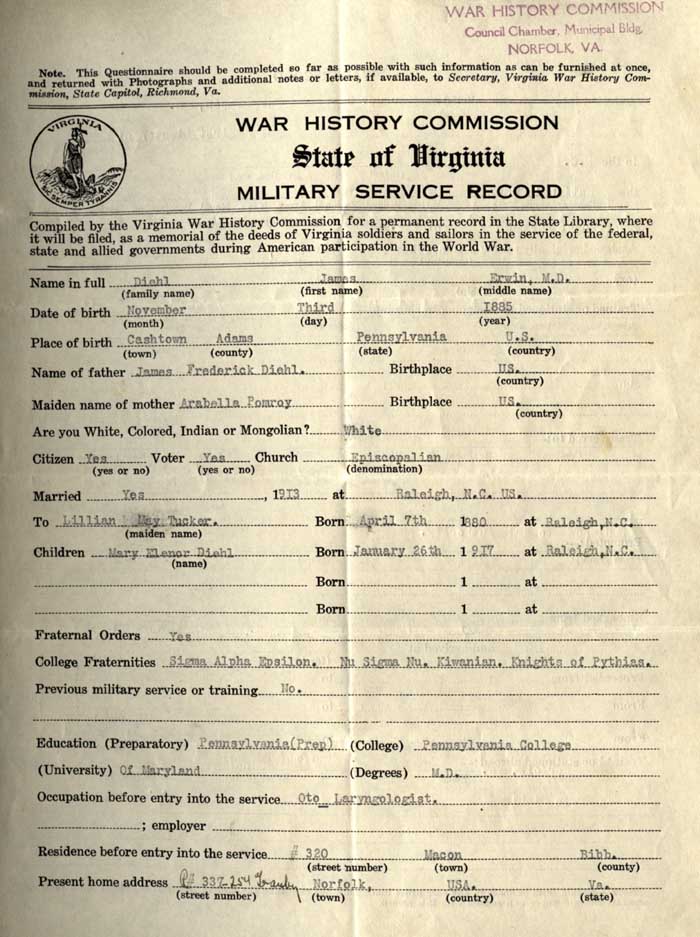 WAR HISTORY COMMISSION
Council Chamber, Municipal Bldg.
NORFOLK, VA.
Note. This Questionnaire should be completed so far as possible with such information as can be furnished at once,
and returned with Photographs and additional notes or letters, if available, to Secretary, Virginia War History Com-
mission, State Capitol, Richmond, Va.
VIRGINIA
SIC SEMPER TYRANNIS
WAR HISTORY COMMISSION
State of Virginia
MILITARY SERVICE RECORD
Compiled by the Virginia War History Commission for a permanent record in the State Library, where
it will be filed, as a memorial of the deeds of Virginia soldiers and sailors in the service of the federal,
state and allied governments during American participation in the World War.
Name in full Diehl James Erwin, M.D.
(family name) (first name) (middle name)
Date of birth November Third 1885
(month) (day) (year)
Place of birth Cashtown Adams Pennsylvania U.S.
(town) (county) (state) (country)
Name of father James Frederick Diehl. Birthplace US.
(country)
Maiden name of mother Arabella Pomroy Birthplace US.
(country)
Are you White, Colored, Indian or Mongolian? White
Citizen Yes Voter Yes Church Episcopalian
(yes or no) (yes or no) (denomination)
Married Yes , 1913 at Raleigh, N.C. US.
To Lillian May Tucker. Born April 7th 1880 at Raleigh, N.C.
(maiden name)
Children Mary Elenor Diehl Born January 26th 1917 at Raleigh, N.C.
(name)
Born 1 at
Born 1 at
Fraternal Orders Yes
College Fraternities Sigma Alpha Epsilon. Nu Sigma Nu. Kiwanian. Knights of Pythias.
Previous military service or training No.
Education (Preparatory) Pennsylvania(Prep) (College) Pennsylvania College
(University) Of Maryland (Degrees) M.D.
Occupation before entry into the service Oto_Laryngologist.
; employer
Residence before entry into the service # 320 Macon Bibb.
(street number) (town) (county)
Present home address 337-254 Norfolk, USA. Va.
(street number) (town) (country) (state)